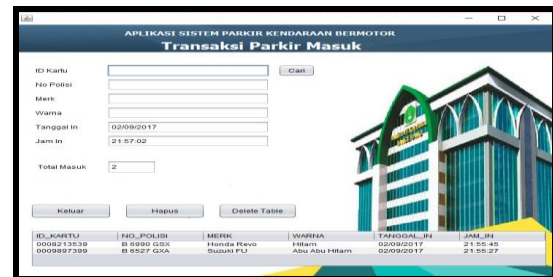 APLIKASI SISTEM PARKIR KENDARAAN BERMOTOR
Transaksi Parkir Masuk
ID Kartu
Cari
No Polisi
Merk
Warna
Tanggal In 02/09/2017
Jam In 21:57:02
Total Masuk 2
Keluar Hapus Delete Table
ID_KARTU NO_POLISI MERK WARNA TANGGAL_IN JAM_IN
0008213539 B 6990 GSX Honda Revo Hitam 02/09/2017 21:55:45
0009897399 B 6527 GXA Suzuki FU Abu Abu Hitam 02/09/2017 21:55:27